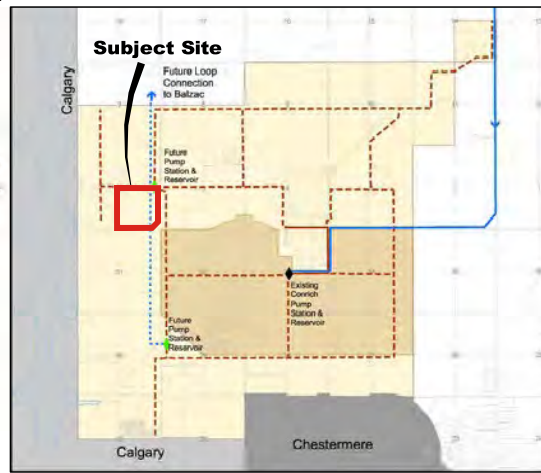 Subject Site
Calgary
Future Loop
Connection
to Balzac
Future
Pump
Station &
Reservoir
Existing
Conrich
Pump
Station &
Reservoir
Future
Pump
Station &
Reservoir
Calgary
Chestermere